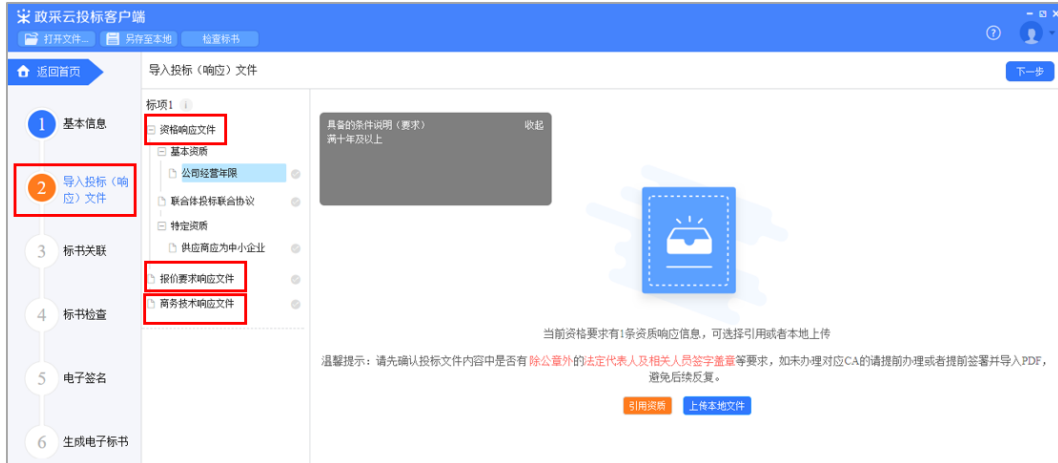 政采云投标客户端
打开文件... 另存至本地 检查标书
返回首页
导入投标（响应）文件
下一步
1 基本信息
2 导入投标（响
应）文件
3 标书关联
4 标书检查
5 电子签名
6 生成电子标书
标项1
资格响应文件
基本资质
公司经营年限
联合体投标联合协议
特定资质
供应商应为中小企业
报价要求响应文件
商务技术响应文件
具备的条件说明（要求） 收起
满十年及以上
当前资格要求有1条资质响应信息，可选择引用或者本地上传
温馨提示：请先确认投标文件内容中是否有除公章外的法定代表人及相关人员签字盖章等要求，如未办理对应CA的请提前办理或者提前签署并导入PDF，
避免后续反复。
引用资质 上传本地文件